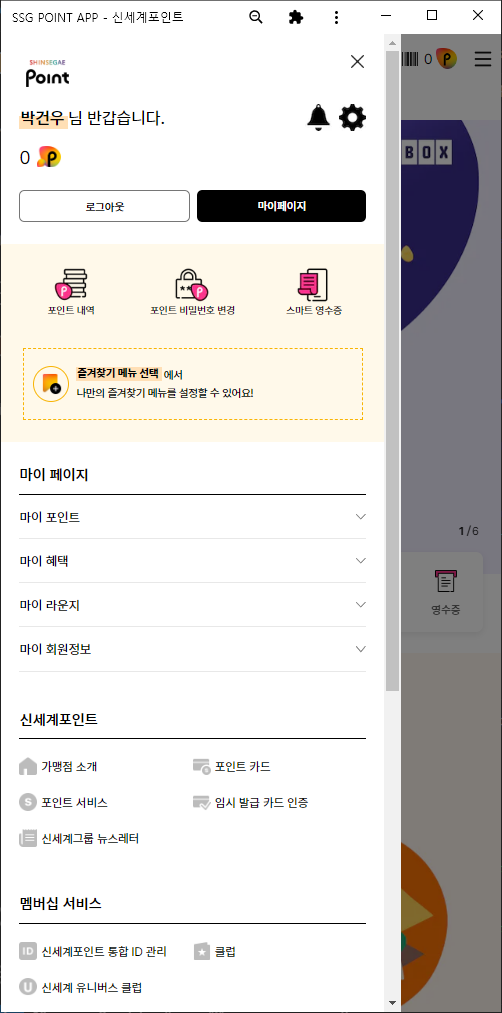 SSG POINT APP - 신세계포인트
SHINSEGAE
Point
박건우 님 반갑습니다.
0
로그아웃
마이페이지
포인트 내역
포인트 비밀번호 변경
스마트 영수증
즐겨찾기 메뉴 선택 에서
나만의 즐겨찾기 메뉴를 설정할 수 있어요!
마이 페이지
마이 포인트
마이 혜택
마이 라운지
마이 회원정보
신세계포인트
가맹점 소개
포인트 카드
포인트 서비스
임시 발급 카드 인증
신세계그룹 뉴스레터
멤버십 서비스
신세계포인트 통합 ID 관리
클럽
신세계 유니버스 클럽
0
BOX
1/6
영수증